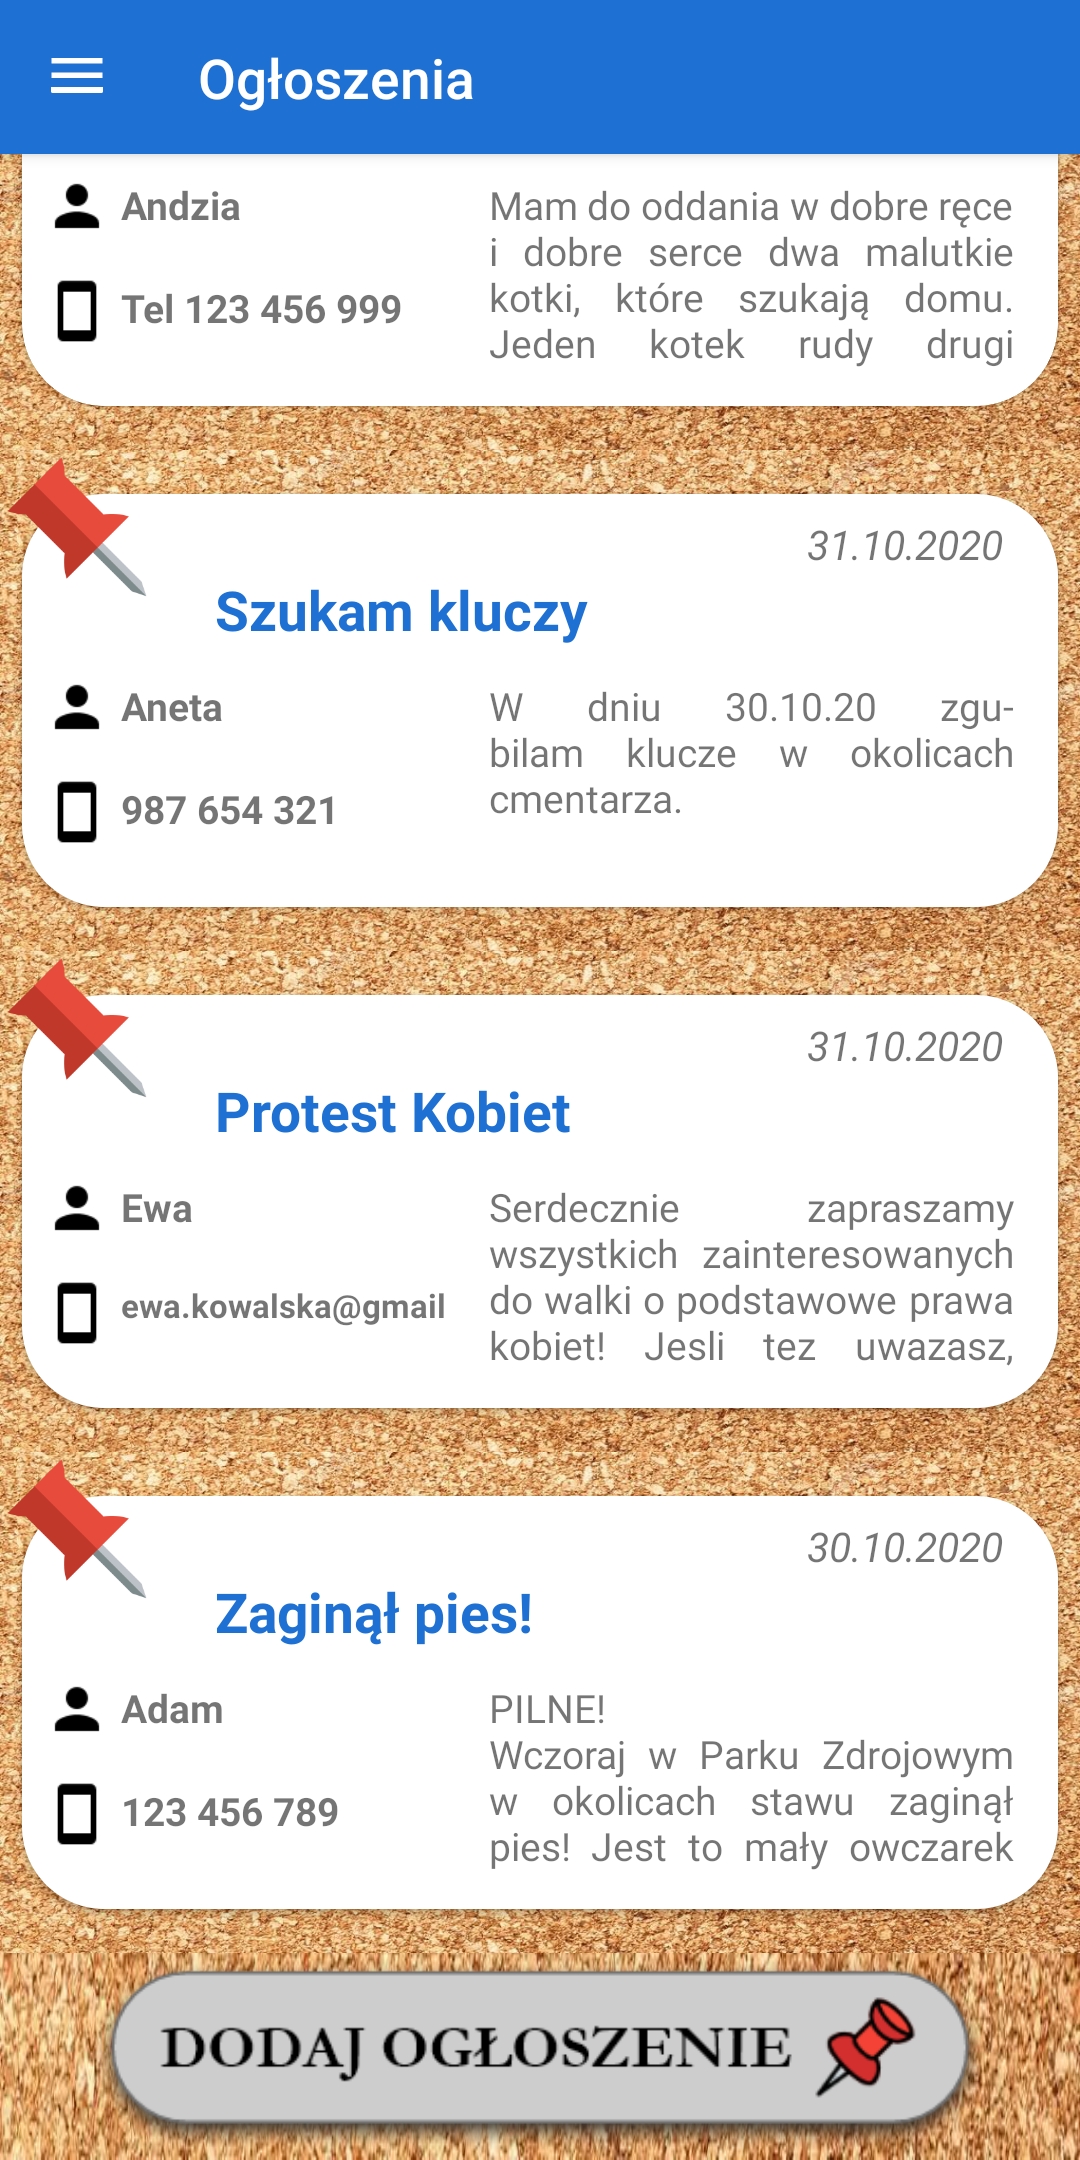 Ogłoszenia
Andzia
Tel 123 456 999
Mam do oddania w dobre ręce
i dobre serce dwa malutkie
kotki, które szukają domu.
Jeden kotek rudy drugi
31.10.2020
Szukam kluczy
Aneta
987 654 321
W dniu 30.10.20 zgu-
bilam klucze w okolicach
cmentarza.
31.10.2020
Protest Kobiet
Ewa
ewa.kowalska@gmail
Serdecznie zapraszamy
wszystkich zainteresowanych
do walki o podstawowe prawa
kobiet! Jesli tez uwazasz,
30.10.2020
Zaginął pies!
Adam
123 456 789
PILNE!
Wczoraj w Parku Zdrojowym
w okolicach stawu zaginął
pies! Jest to mały owczarek
DODAJ OGŁOSZENIE